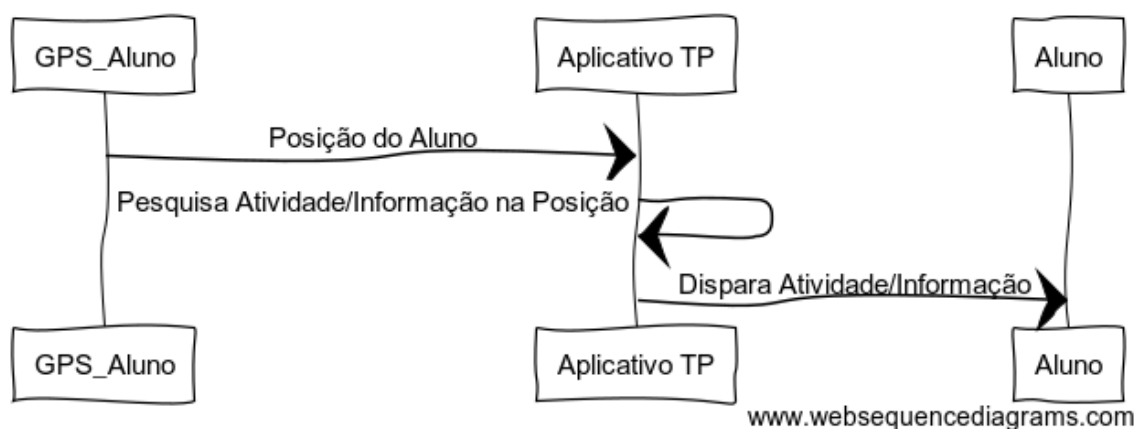 GPS_Aluno
Aplicativo TP
Aluno
Posição do Aluno
Pesquisa Atividade/Informação na Posição
Dispara Atividade/Informação
GPS_Aluno
Aplicativo TP
Aluno
www.websequencediagrams.com